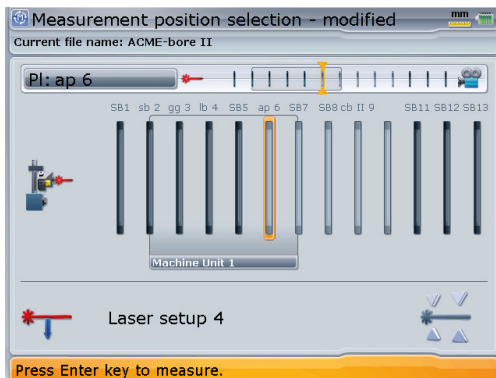 Measurement position selection - modified
mm
Current file name: ACME-bore II
Pl: ap 6
SB1 sb 2 gg 3 lb 4 SB5 ap 6 SB7 SB8 cb II 9 SB11 SB12 SB13
Machine Unit 1
Laser setup 4
Press Enter key to measure.